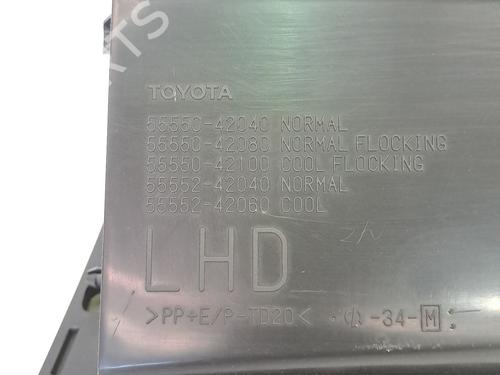 TOYOTA
55550-42040 NORMAL
55550-42080 NORMAL FLOCKING
55550-42100 COOL FLOCKING
55552-42040 NORMAL
55552-42060 COOL
LHD
>PP+E/P-TD20<
-34-M